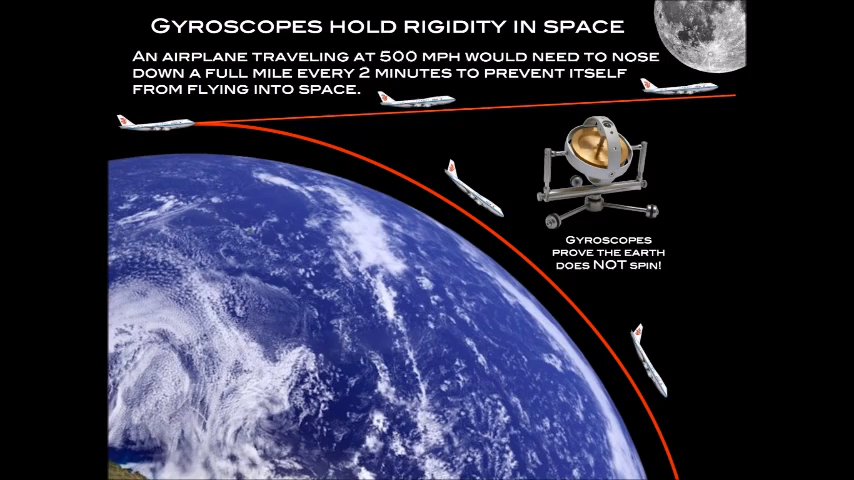 Gyroscopes hold rigidity in space
An airplane traveling at 500 mph would need to nose
down a full mile every 2 minutes to prevent itself
from flying into space.
Gyroscopes
prove the earth
does NOT spin!